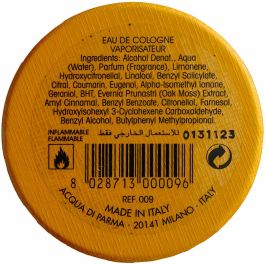 EAU DE COLOGNE
VAPORISATEUR
Ingredients: Alcohol Denat., Aqua
(Water), Parfum (Fragrance), Limonene,
Hydroxycitronellal, Linalool, Benzyl Salicylate,
Citral, Coumarin, Eugenol, Alpha-Isomethyl Ionone,
Geraniol, BHT, Evernia Prunastri (Oak Moss) Extract,
Amyl Cinnamal, Benzyl Benzoate, Citronellol, Farnesol,
Hydroxylsohexyl 3-Cyclohexene Carboxaldehyde,
Benzyl Alcohol, Butylphenyl Methylpropional.
INFLAMMABLE
FLAMMABLE
للاستعمال الخارجي فقط
0131123
8 028713 000096
REF. 009
MADE IN ITALY
ACQUA DI PARMA - 20141 MILANO - ITALY